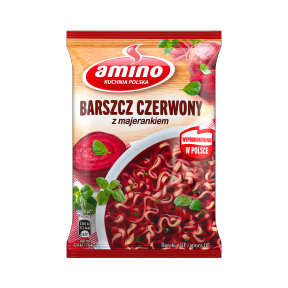 amino
KUCHNIA POLSKA
BARSZCZ CZERWONY
z majerankiem
WYPRODUKOWANO
W POLSCE